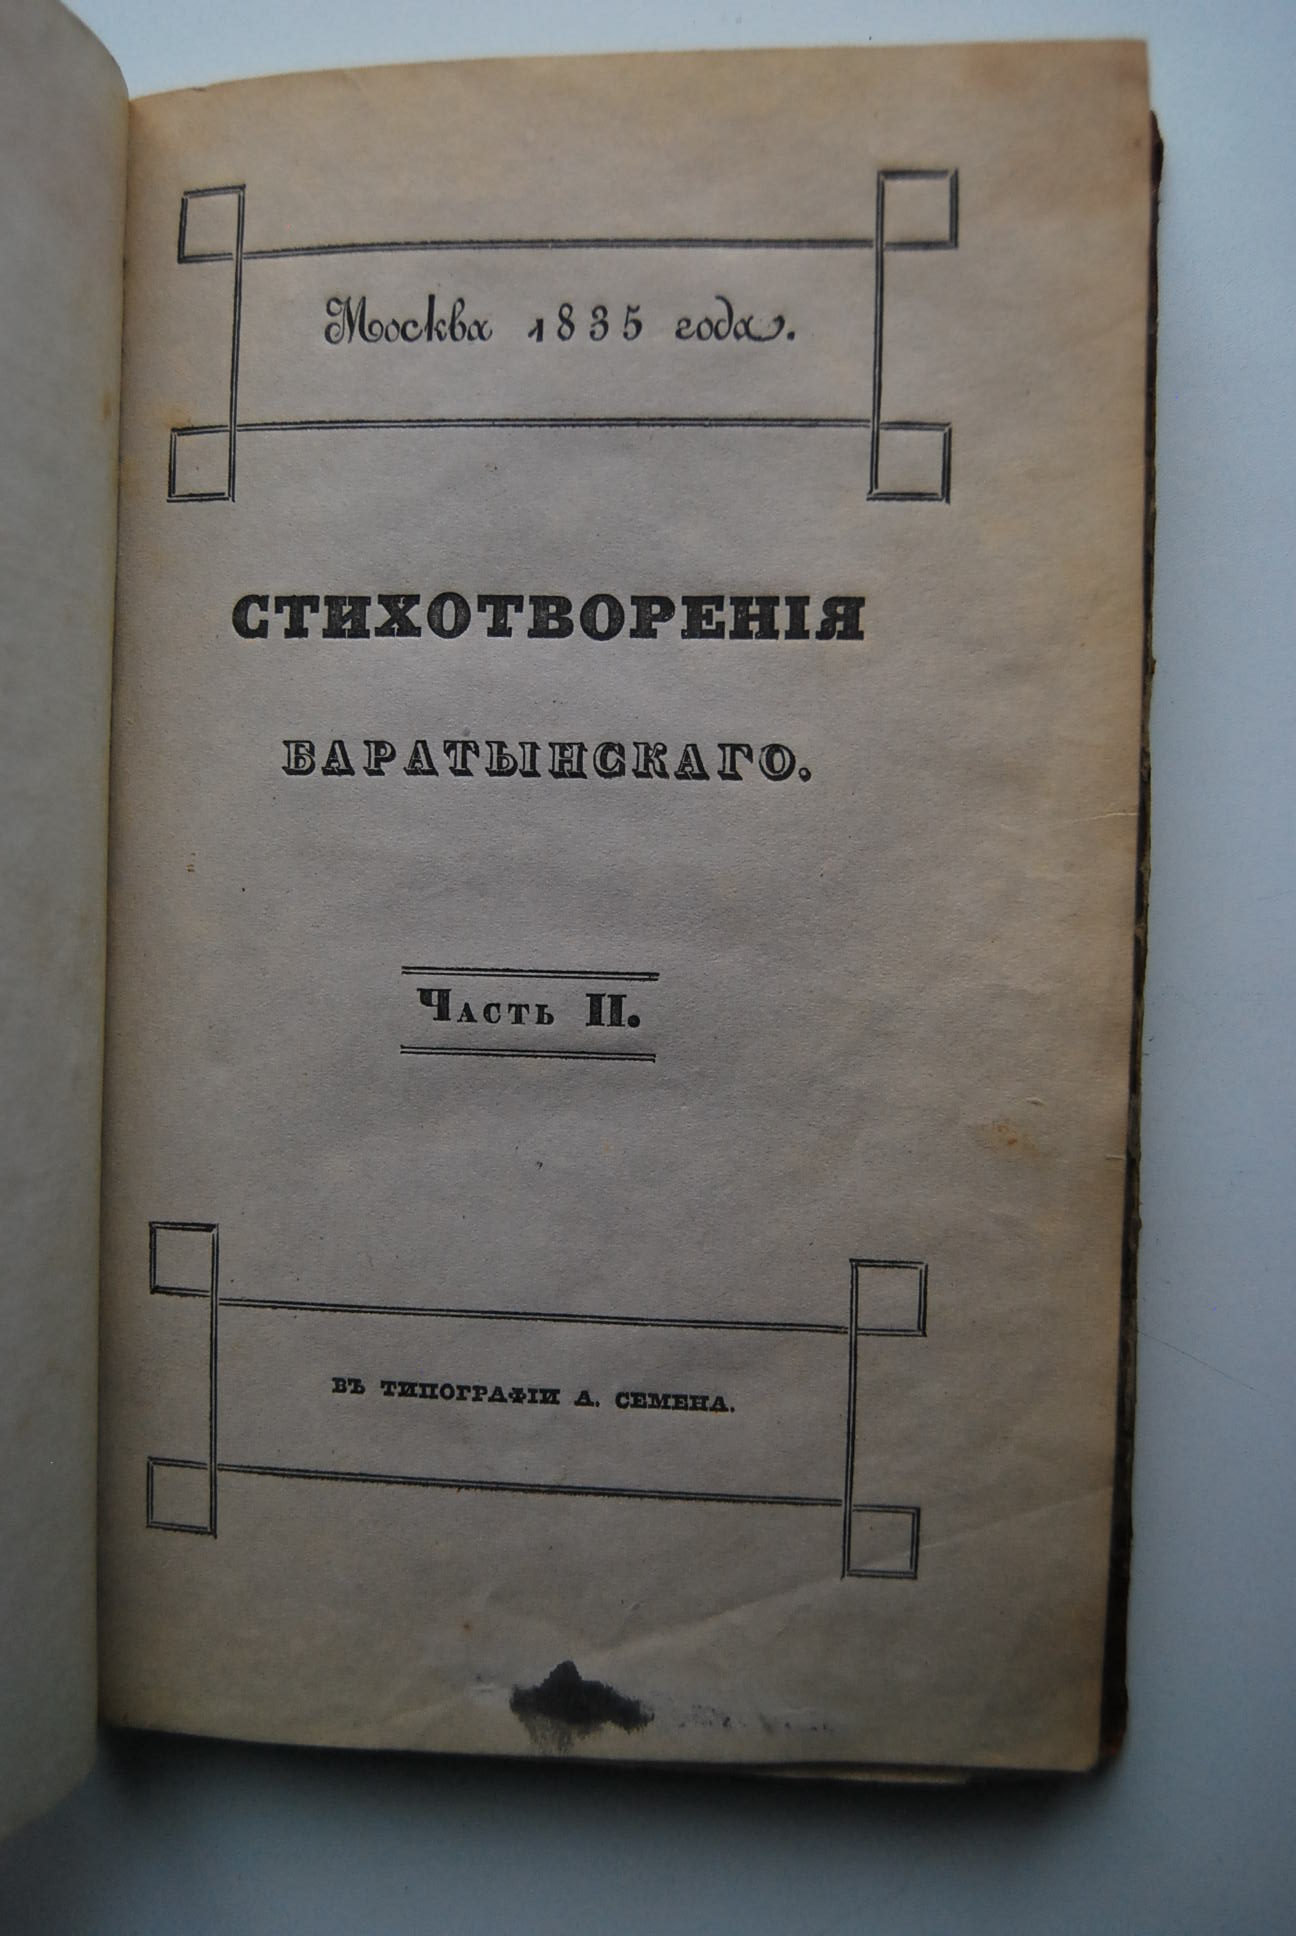 Москва 1835 года.
СТИХОТВОРЕНІЯ
БАРАТЫНСКАГО.
Часть II.
ВЪ ТИПОГРАФІИ А. СЕМЕНА.